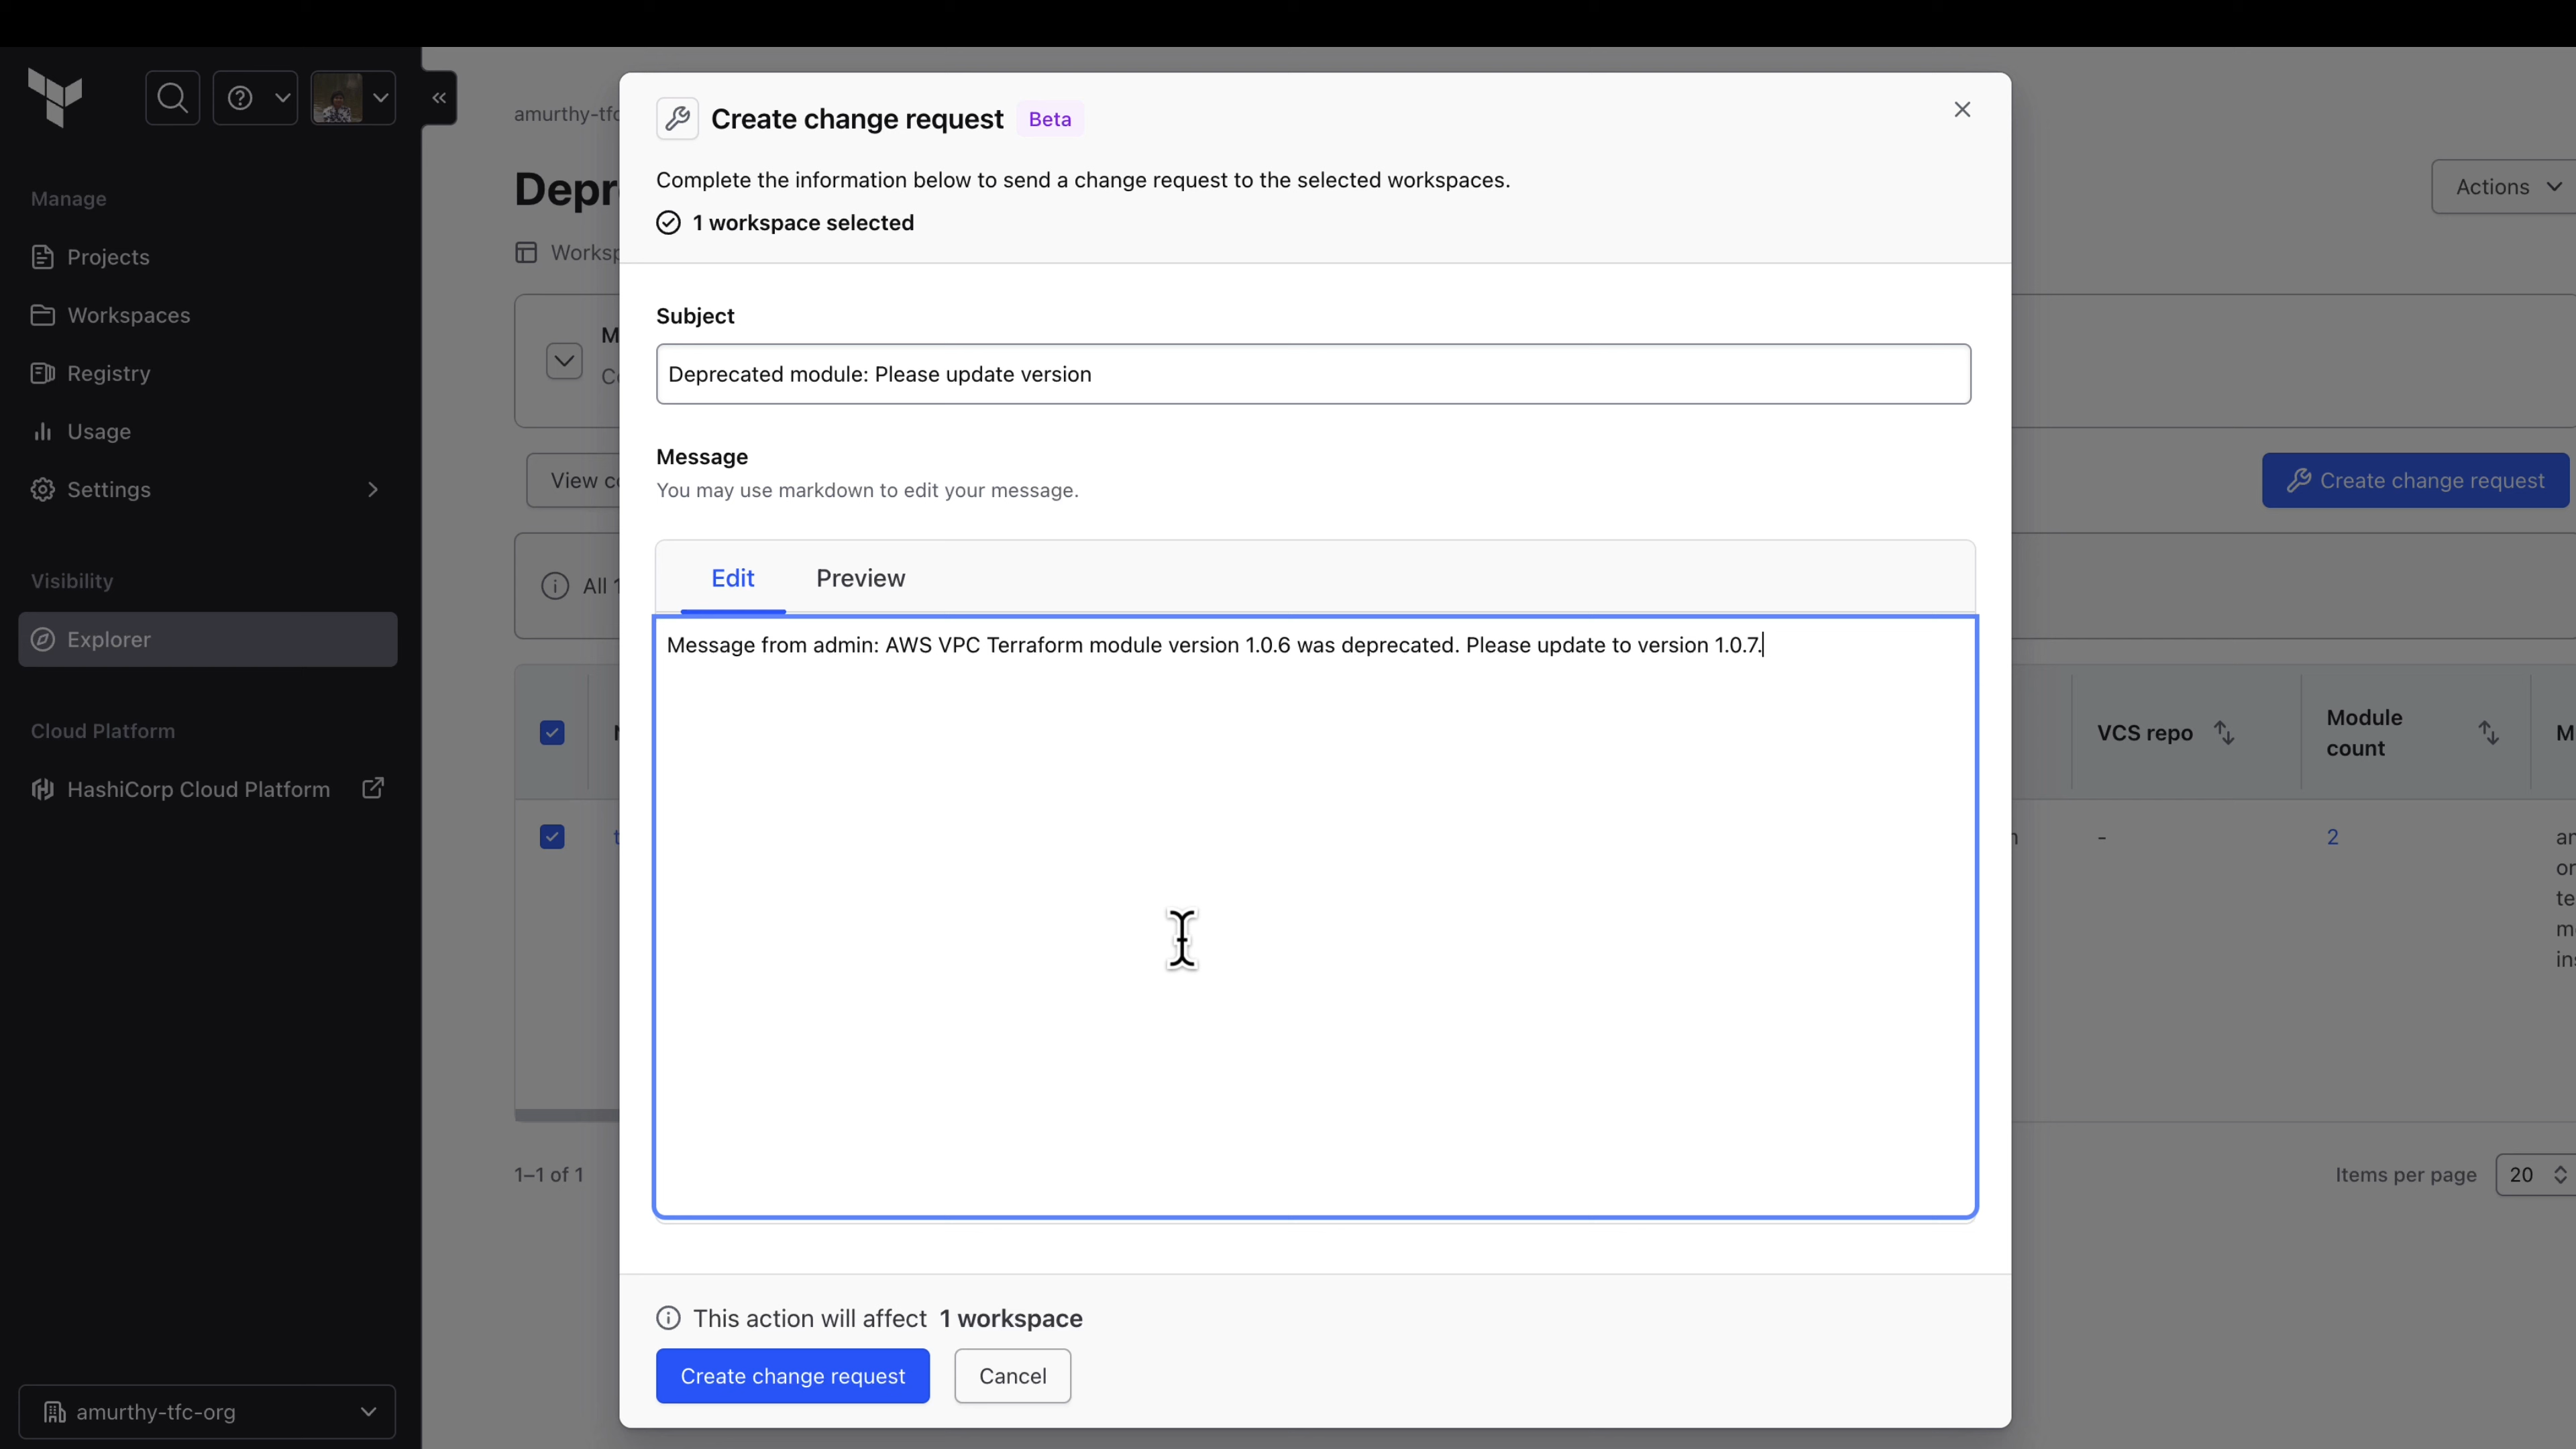 Manage
Projects
Workspaces
Registry
Usage
Settings
Visibility
Explorer
Cloud Platform
HashiCorp Cloud Platform
amurthy-tfc-org
amurthy-tfc
Actions
View
Create change request
All
VCS repo
Module
count
-
2
1–1 of 1
Items per page
20
Create change request
Beta
Complete the information below to send a change request to the selected workspaces.
1 workspace selected
Subject
Deprecated module: Please update version
Message
You may use markdown to edit your message.
Edit
Preview
Message from admin: AWS VPC Terraform module version 1.0.6 was deprecated. Please update to version 1.0.7.
This action will affect 1 workspace
Create change request
Cancel